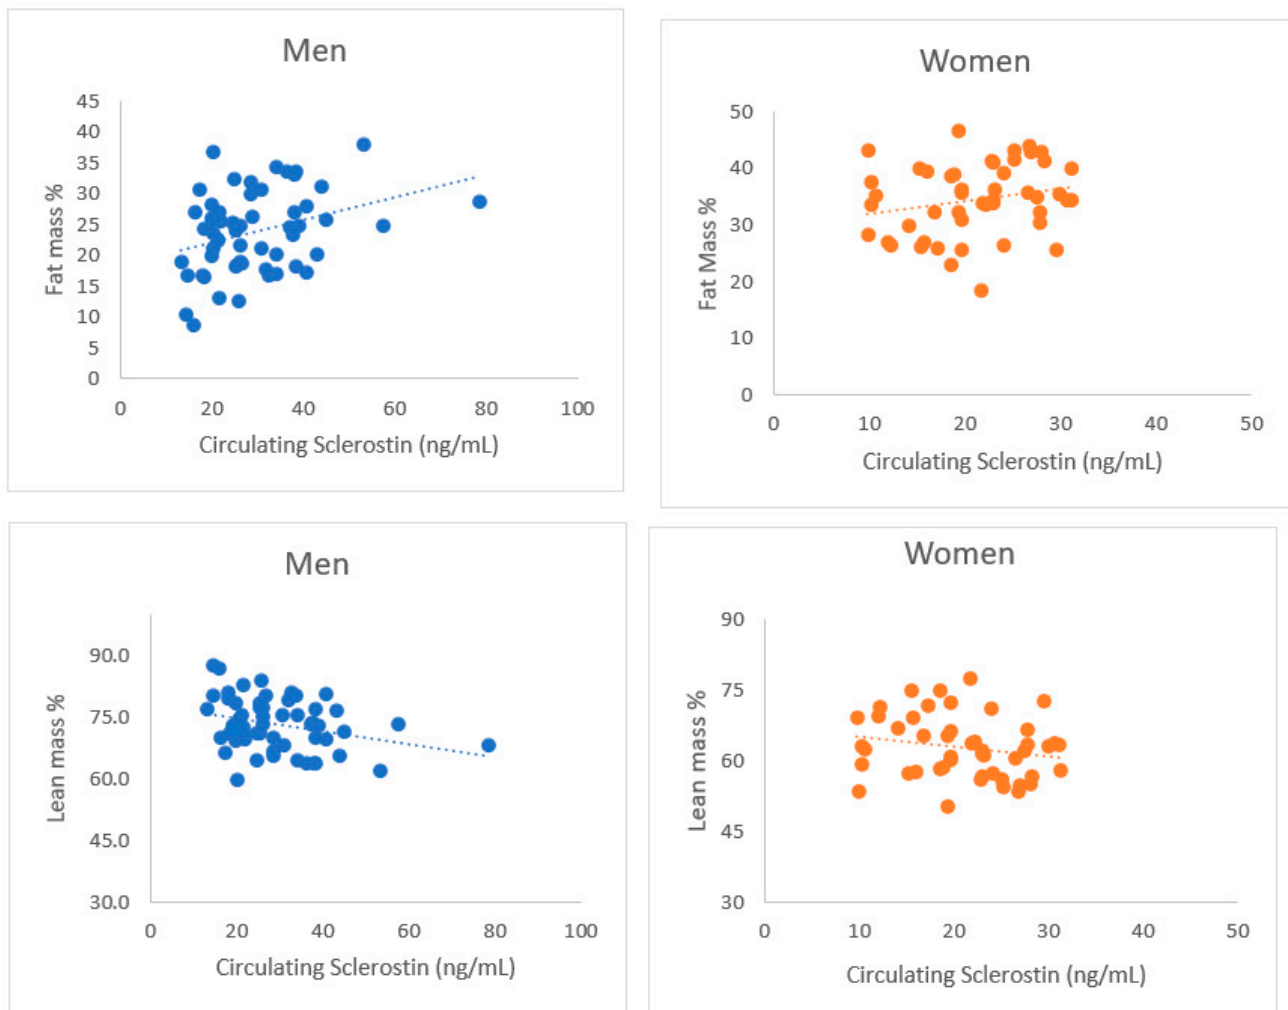 Men
45
40
35
30
25
20
15
10
5
0
Fat mass %
0 20 40 60 80 100
Circulating Sclerostin (ng/mL)
Women
50
40
30
20
10
0
Fat Mass %
0 10 20 30 40 50
Circulating Sclerostin (ng/mL)
Men
90.0
75.0
60.0
45.0
30.0
Lean mass %
0 20 40 60 80 100
Circulating Sclerostin (ng/mL)
Women
90
75
60
45
30
Lean mass %
0 10 20 30 40 50
Circulating Sclerostin (ng/mL)